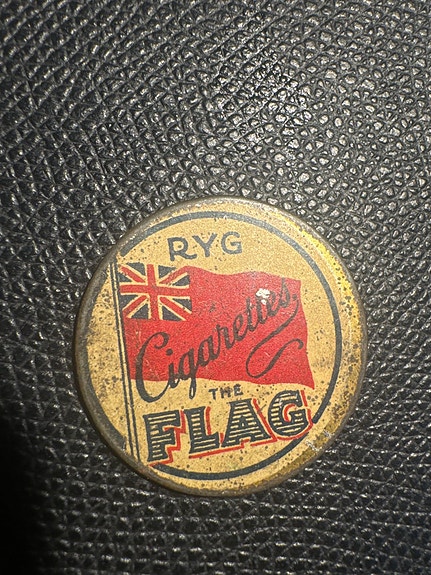 RYG
Cigarettes
THE
FLAG